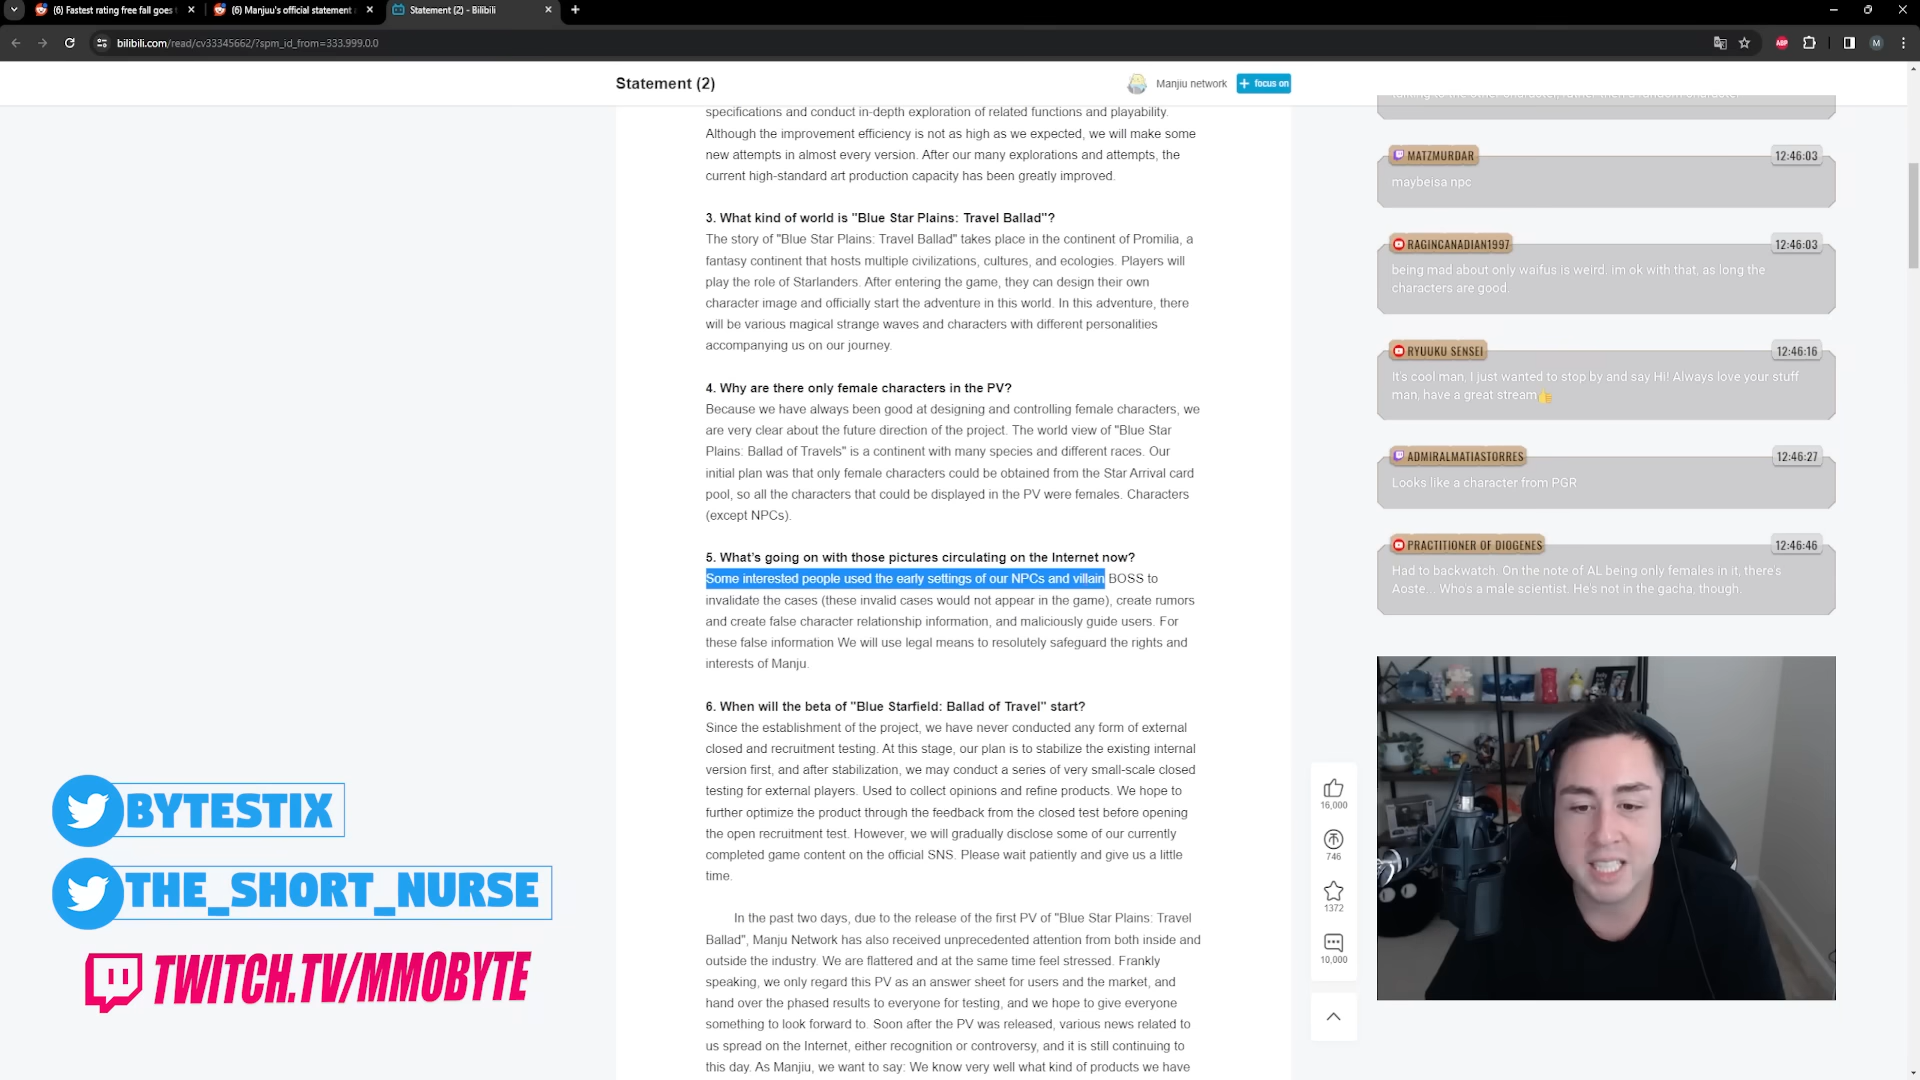 (6) Fastest rating free fall goes
(6) Manjuu's official statement
Statement (2) - Bilibili
bilibili.com/read/cv33345662/?spm_id_from=333.999.0.0
ABP
M
Statement (2)
Manjiu network
+ focus on
specifications and conduct in-depth exploration of related functions and playability.
Although the improvement efficiency is not as high as we expected, we will make some
new attempts in almost every version. After our many explorations and attempts, the
current high-standard art production capacity has been greatly improved.
3. What kind of world is "Blue Star Plains: Travel Ballad"?
The story of "Blue Star Plains: Travel Ballad" takes place in the continent of Promilia, a
fantasy continent that hosts multiple civilizations, cultures, and ecologies. Players will
play the role of Starlanders. After entering the game, they can design their own
character image and officially start the adventure in this world. In this adventure, there
will be various magical strange waves and characters with different personalities
accompanying us on our journey.
4. Why are there only female characters in the PV?
Because we have always been good at designing and controlling female characters, we
are very clear about the future direction of the project. The world view of "Blue Star
Plains: Ballad of Travels" is a continent with many species and different races. Our
initial plan was that only female characters could be obtained from the Star Arrival card
pool, so all the characters that could be displayed in the PV were females. Characters
(except NPCs).
5. What's going on with those pictures circulating on the Internet now?
Some interested people used the early settings of our NPCs and villain BOSS to
invalidate the cases (these invalid cases would not appear in the game), create rumors
and create false character relationship information, and maliciously guide users. For
these false information We will use legal means to resolutely safeguard the rights and
interests of Manju.
6. When will the beta of "Blue Starfield: Ballad of Travel" start?
Since the establishment of the project, we have never conducted any form of external
closed and recruitment testing. At this stage, our plan is to stabilize the existing internal
version first, and after stabilization, we may conduct a series of very small-scale closed
testing for external players. Used to collect opinions and refine products. We hope to
further optimize the product through the feedback from the closed test before opening
the open recruitment test. However, we will gradually disclose some of our currently
completed game content on the official SNS. Please wait patiently and give us a little
time.
In the past two days, due to the release of the first PV of "Blue Star Plains: Travel
Ballad", Manju Network has also received unprecedented attention from both inside and
outside the industry. We are flattered and at the same time feel stressed. Frankly
speaking, we only regard this PV as an answer sheet for users and the market, and
hand over the phased results to everyone for testing, and we hope to give everyone
something to look forward to. Soon after the PV was released, various news related to
us spread on the Internet, either recognition or controversy, and it is still continuing to
this day. As Manjiu, we want to say: We know very well what kind of products we have
16,000
746
1372
10,000
MATZMURDAR
12:46:03
maybeisa npc
RAGINCANADIAN1997
12:46:03
being mad about only waifus is weird. im ok with that, as long the
characters are good.
RYUUKU SENSEI
12:46:16
It's cool man, I just wanted to stop by and say Hi! Always love your stuff
man, have a great stream👍
ADMIRALMATIASTORRES
12:46:27
Looks like a character from PGR
PRACTITIONER OF DIOGENES
12:46:46
Had to backwatch. On the note of AL being only females in it, there's
Aoste... Who's a male scientist. He's not in the gacha, though.
BYTESTIX
THE_SHORT_NURSE
TWITCH.TV/MMOBYTE